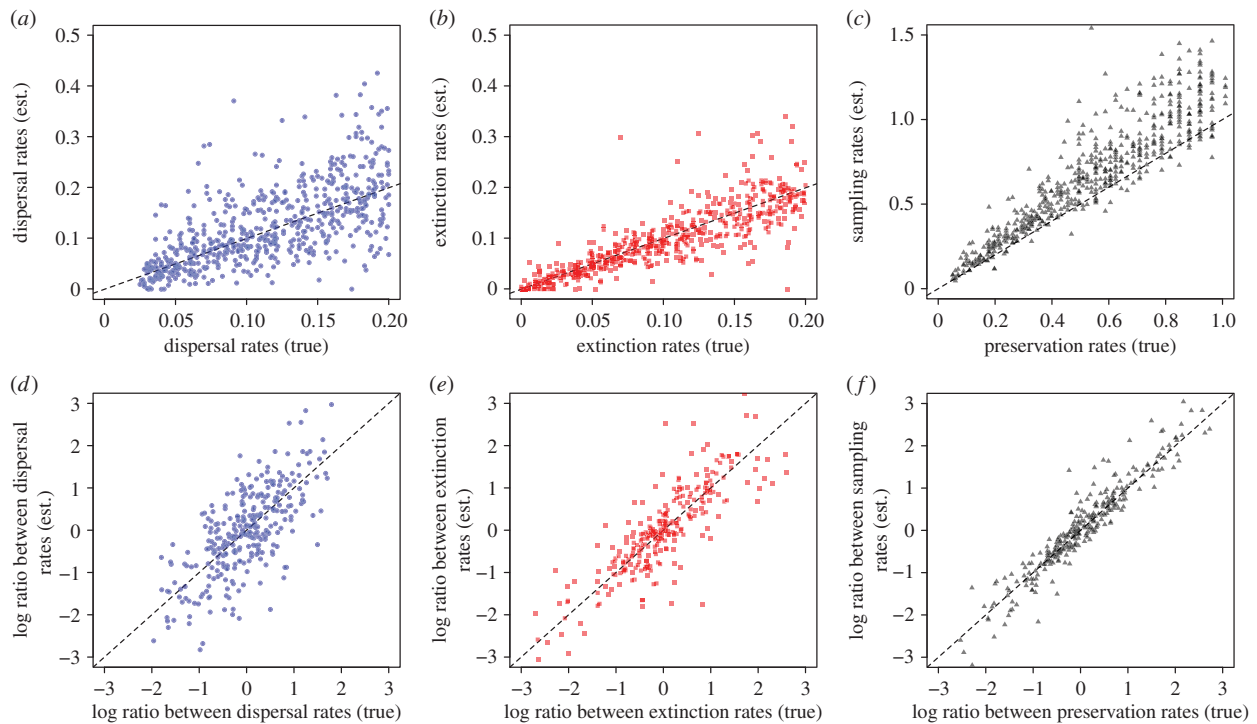 (a)
0.5
0.4
0.3
0.2
0.1
0
dispersal rates (est.)
0 0.05 0.10 0.15 0.20
dispersal rates (true)
(b)
0.5
0.4
0.3
0.2
0.1
0
extinction rates (est.)
0 0.05 0.10 0.15 0.20
extinction rates (true)
(c)
1.5
1.0
0.5
0
sampling rates (est.)
0 0.2 0.4 0.6 0.8 1.0
preservation rates (true)
(d)
3
2
1
0
−1
−2
−3
log ratio between dispersal
rates (est.)
−3 −2 −1 0 1 2 3
log ratio between dispersal rates (true)
(e)
3
2
1
0
−1
−2
−3
log ratio between extinction
rates (est.)
−3 −2 −1 0 1 2 3
log ratio between extinction rates (true)
(f)
3
2
1
0
−1
−2
−3
log ratio between sampling
rates (est.)
−3 −2 −1 0 1 2 3
log ratio between preservation rates (true)